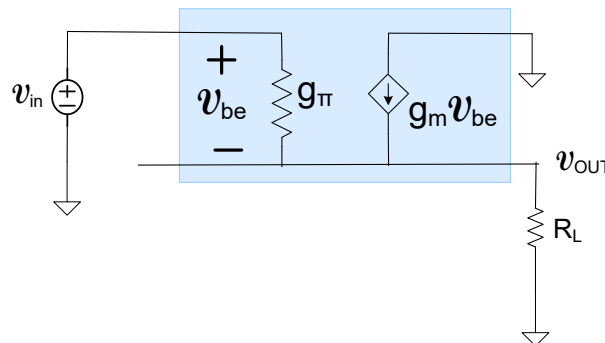 +
v_in
+
−
v_be
−
g_π
g_m v_be
v_OUT
R_L